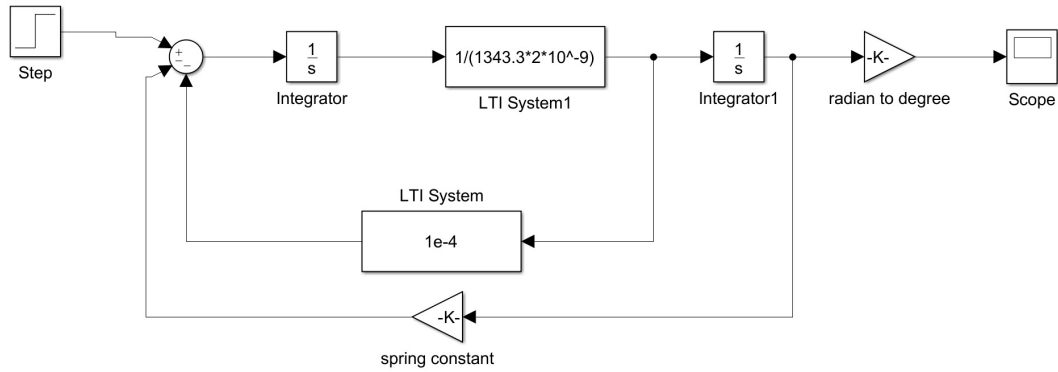 Step
+
−
−
1
s
Integrator
1/(1343.3*2*10^-9)
LTI System1
1
s
Integrator1
-K-
radian to degree
Scope
LTI System
1e-4
-K-
spring constant